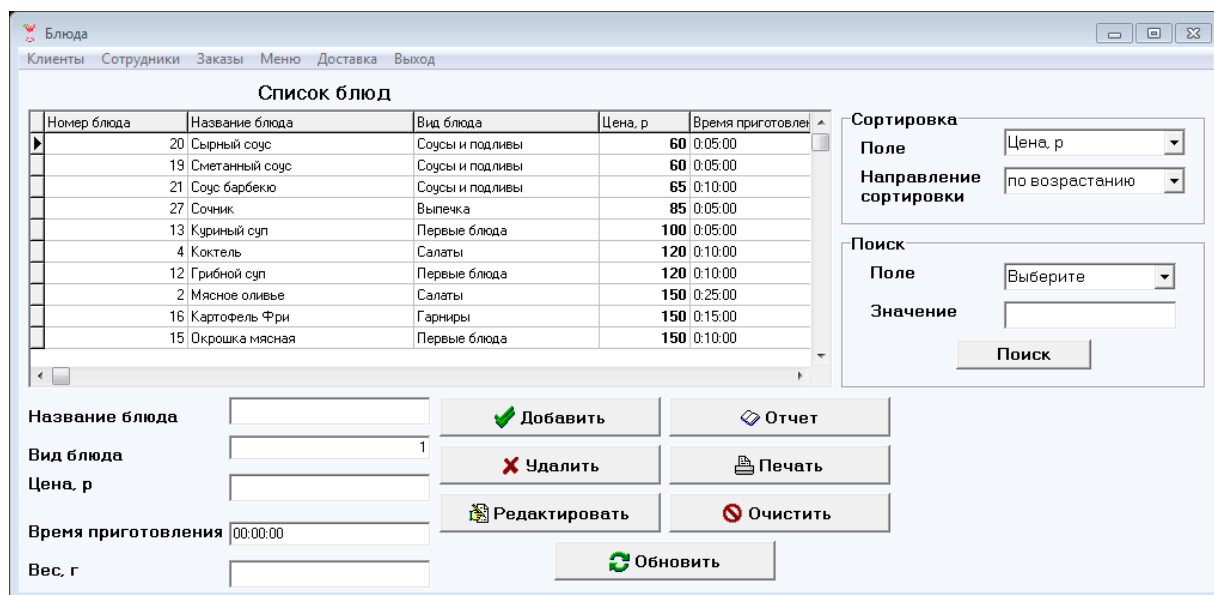 Блюда
Клиенты Сотрудники Заказы Меню Доставка Выход
Список блюд
Номер блюда Название блюда Вид блюда Цена, р Время приготовлен
20 Сырный соус Соусы и подливы 60 0:05:00
19 Сметанный соус Соусы и подливы 60 0:05:00
21 Соус барбекю Соусы и подливы 65 0:10:00
27 Сочник Выпечка 85 0:05:00
13 Куриный суп Первые блюда 100 0:05:00
4 Коктель Салаты 120 0:10:00
12 Грибной суп Первые блюда 120 0:10:00
2 Мясное оливье Салаты 150 0:25:00
16 Картофель Фри Гарниры 150 0:15:00
15 Окрошка мясная Первые блюда 150 0:10:00
Сортировка
Поле Цена, р
Направление сортировки по возрастанию
Поиск
Поле Выберите
Значение
Поиск
Название блюда
Вид блюда 1
Цена, р
Время приготовления 00:00:00
Вес, г
Добавить Отчет
Удалить Печать
Редактировать Очистить
Обновить